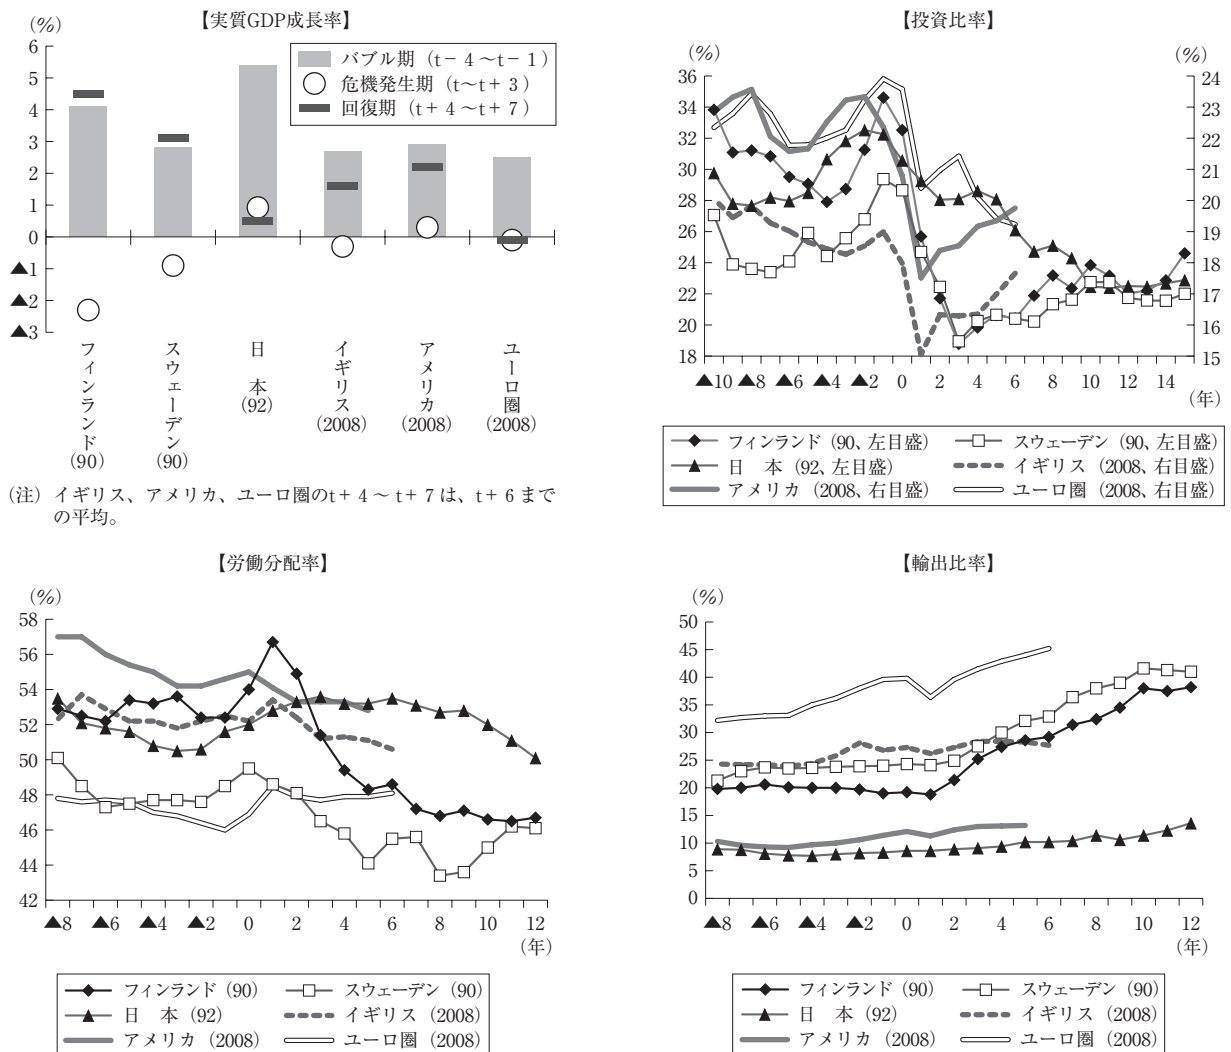 【実質GDP成長率】
(%)
6
5
4
3
2
1
0
▲1
▲2
▲3
バブル期(t-4~t-1)
危機発生期(t~t+3)
回復期(t+4~t+7)
フィンランド(90)
スウェーデン(90)
日 本(92)
イギリス(2008)
アメリカ(2008)
ユーロ圏(2008)
(注) イギリス、アメリカ、ユーロ圏のt+4~t+7は、t+6まで
の平均。
【投資比率】
(%)
(%)
36
34
32
30
28
26
24
22
20
18
24
23
22
21
20
19
18
17
16
15
▲10 ▲8 ▲6 ▲4 ▲2 0 2 4 6 8 10 12 14
(年)
フィンランド(90、左目盛) スウェーデン(90、左目盛)
日 本(92、左目盛) イギリス(2008、右目盛)
アメリカ(2008、右目盛) ユーロ圏(2008、右目盛)
【労働分配率】
(%)
58
56
54
52
50
48
46
44
42
▲8 ▲6 ▲4 ▲2 0 2 4 6 8 10 12
(年)
フィンランド(90) スウェーデン(90)
日 本(92) イギリス(2008)
アメリカ(2008) ユーロ圏(2008)
【輸出比率】
(%)
50
45
40
35
30
25
20
15
10
5
0
▲8 ▲6 ▲4 ▲2 0 2 4 6 8 10 12
(年)
フィンランド(90) スウェーデン(90)
日 本(92) イギリス(2008)
アメリカ(2008) ユーロ圏(2008)